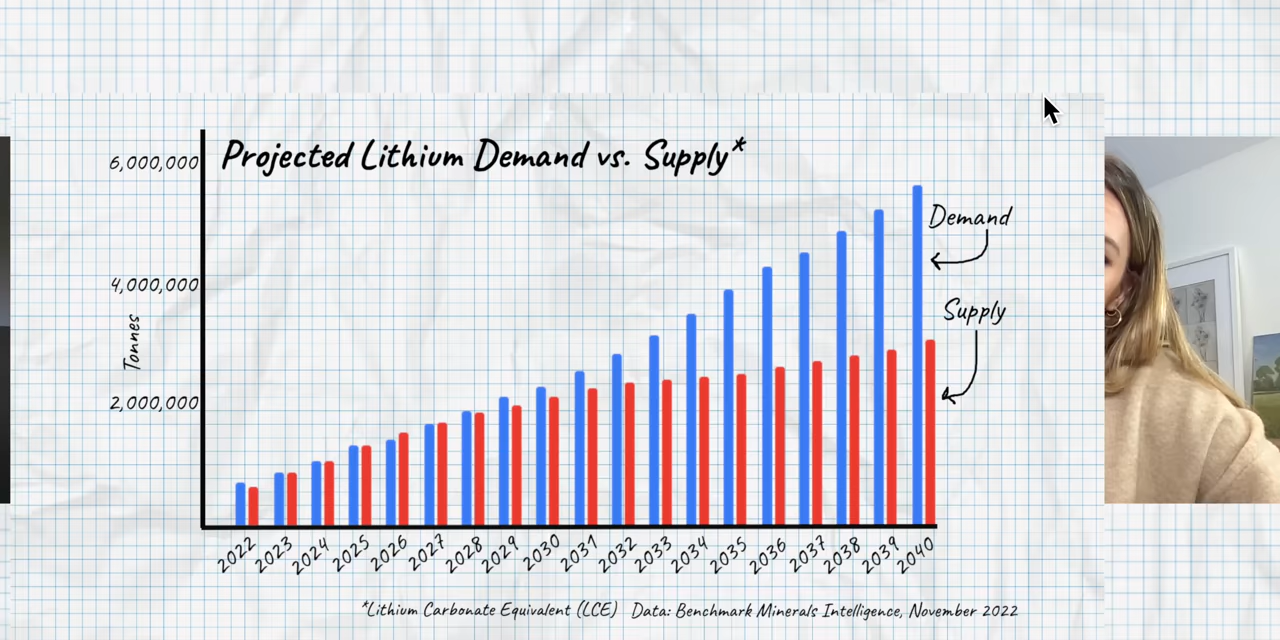 Projected Lithium Demand vs. Supply*
6,000,000
4,000,000
2,000,000
Tonnes
Demand
Supply
2022 2023 2024 2025 2026 2027 2028 2029 2030 2031 2032 2033 2034 2035 2036 2037 2038 2039 2040
*Lithium Carbonate Equivalent (LCE) Data: Benchmark Minerals Intelligence, November 2022